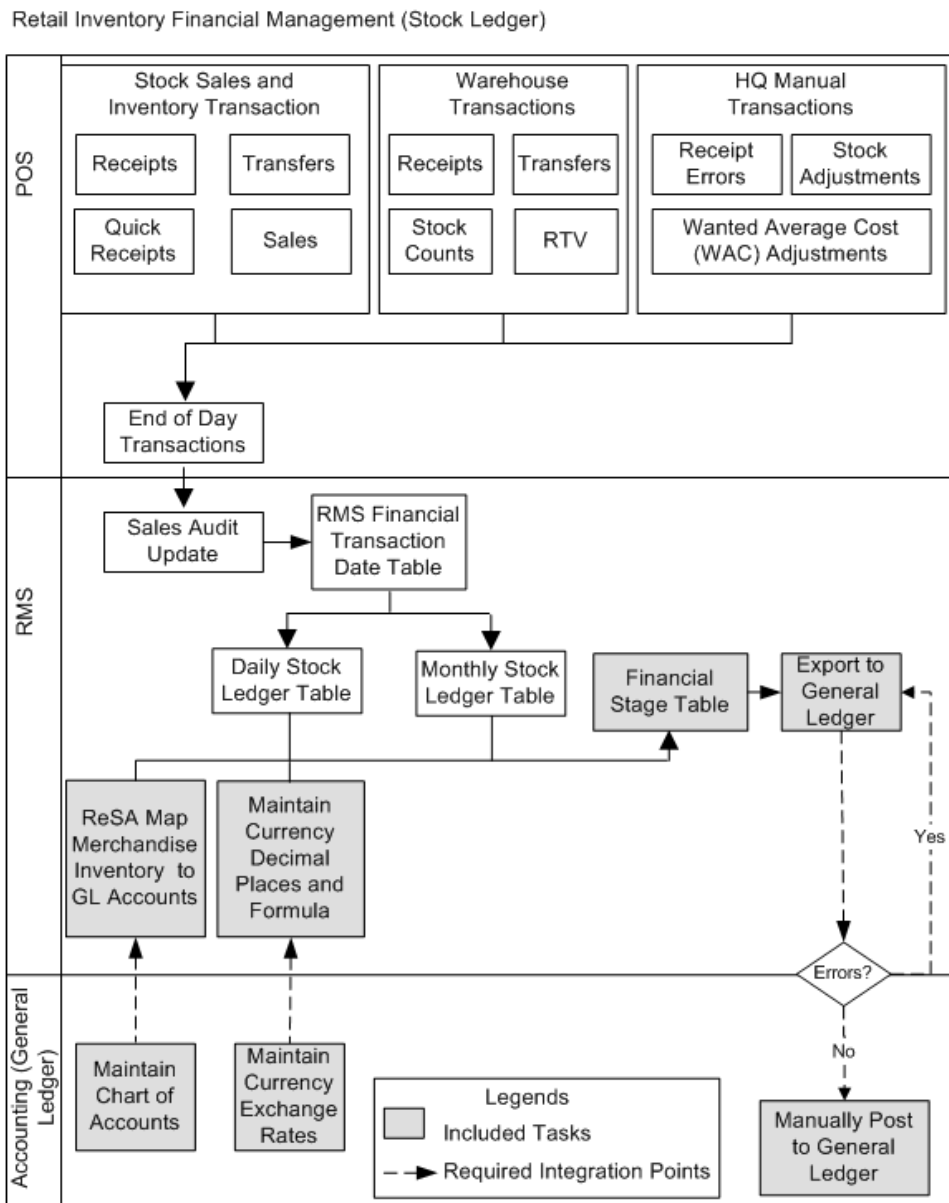 Retail Inventory Financial Management (Stock Ledger)
POS
Stock Sales and
Inventory Transaction
Receipts
Transfers
Quick
Receipts
Sales
Warehouse
Transactions
Receipts
Transfers
Stock
Counts
RTV
HQ Manual
Transactions
Receipt
Errors
Stock
Adjustments
Wanted Average Cost
(WAC) Adjustments
End of Day
Transactions
RMS
Sales Audit
Update
RMS Financial
Transaction
Date Table
Daily Stock
Ledger Table
Monthly Stock
Ledger Table
Financial
Stage Table
Export to
General
Ledger
ReSA Map
Merchandise
Inventory to
GL Accounts
Maintain
Currency
Decimal
Places and
Formula
Yes
Errors?
No
Accounting (General
Ledger)
Maintain
Chart of
Accounts
Maintain
Currency
Exchange
Rates
Legends
Included Tasks
Required Integration Points
Manually Post
to General
Ledger